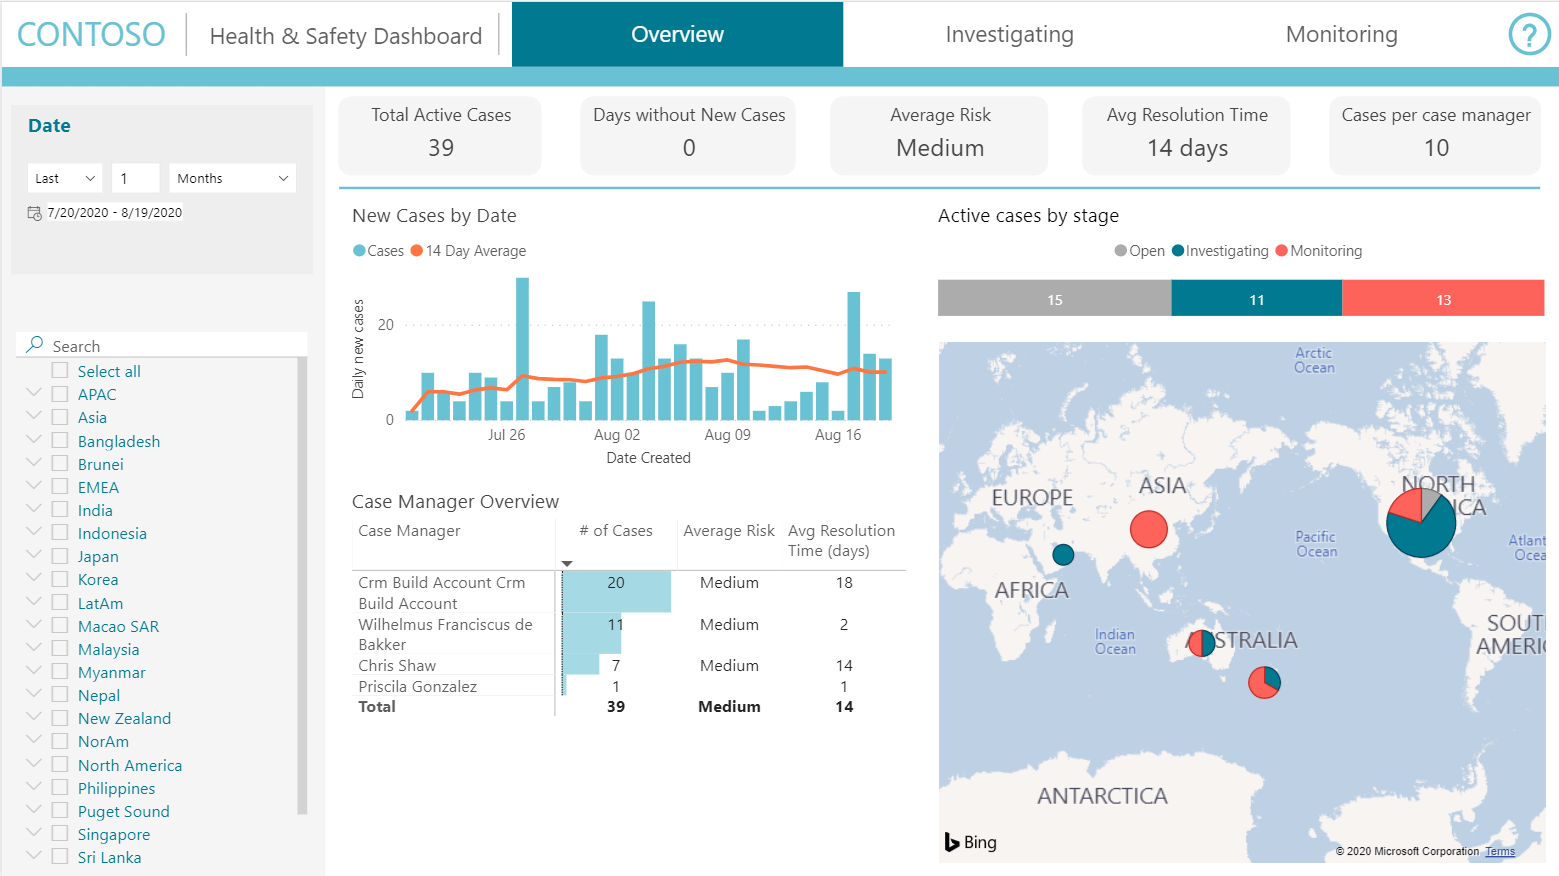 CONTOSO
Health & Safety Dashboard
Overview
Investigating
Monitoring
?
Date
Last
1
Months
7/20/2020 - 8/19/2020
Search
Select all
APAC
Asia
Bangladesh
Brunei
EMEA
India
Indonesia
Japan
Korea
LatAm
Macao SAR
Malaysia
Myanmar
Nepal
New Zealand
NorAm
North America
Philippines
Puget Sound
Singapore
Sri Lanka
Total Active Cases
39
Days without New Cases
0
Average Risk
Medium
Avg Resolution Time
14 days
Cases per case manager
10
New Cases by Date
Cases
14 Day Average
Daily new cases
20
0
Jul 26
Aug 02
Aug 09
Aug 16
Date Created
Case Manager Overview
Case Manager # of Cases Average Risk Avg Resolution
Time (days)
Crm Build Account Crm 20 Medium 18
Build Account
Wilhelmus Franciscus de 11 Medium 2
Bakker
Chris Shaw 7 Medium 14
Priscila Gonzalez 1 1
Total 39 Medium 14
Active cases by stage
Open Investigating Monitoring
15 11 13
Arctic
Ocean
EUROPE
ASIA
NORTH
ICA
Pacific
Ocean
Atlant
Ocea
AFRICA
Indian
Ocean
A STRALIA
SOUT
AMERI
ANTARCTICA
Bing
© 2020 Microsoft Corporation Terms